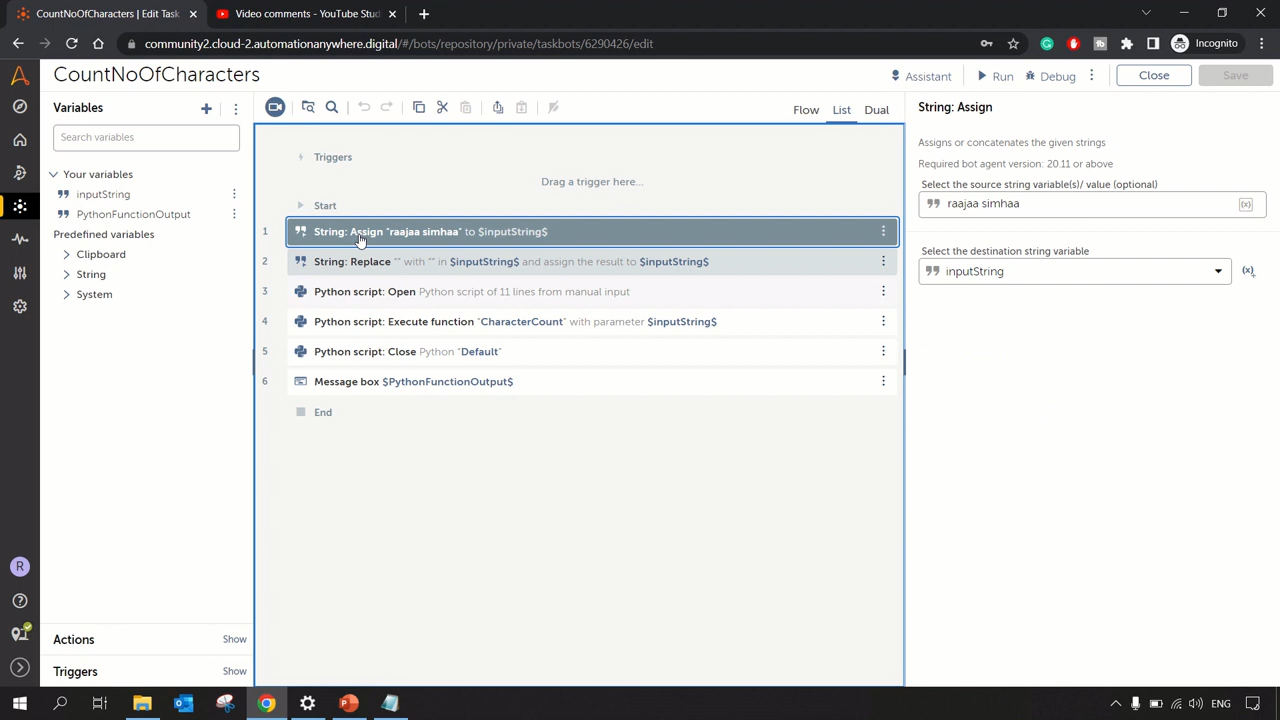 CountNoOfCharacters | Edit Task
Video comments - YouTube Stud
community2.cloud-2.automationanywhere.digital/#/bots/repository/private/taskbots/6290426/edit
Incognito
CountNoOfCharacters
Assistant
Run
Debug
Close
Save
Variables
Flow
List
Dual
String: Assign
Search variables
Your variables
inputString
PythonFunctionOutput
Predefined variables
Clipboard
String
System
Triggers
Drag a trigger here...
Start
1 String: Assign "raajaa simhaa" to $inputString$
2 String: Replace "" with "" in $inputString$ and assign the result to $inputString$
3 Python script: Open Python script of 11 lines from manual input
4 Python script: Execute function "CharacterCount" with parameter $inputString$
5 Python script: Close Python "Default"
6 Message box $PythonFunctionOutput$
End
Assigns or concatenates the given strings
Required bot agent version: 20.11 or above
Select the source string variable(s)/ value (optional)
raajaa simhaa
(x)
Select the destination string variable
inputString
(x)
R
Actions
Show
Triggers
Show
ENG